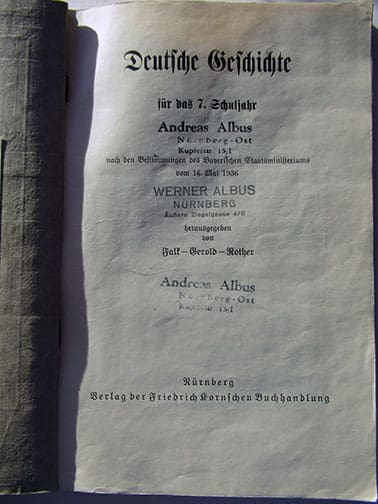 Deutsche Geschichte
für das 7. Schuljahr
Andreas Albus
Nürnberg-Ost
Kupferstr 15/I
nach den Bestimmungen des Bayerischen Staatsministeriums
vom 16. Mai 1936
WERNER ALBUS
NÜRNBERG
Äußere Ziegelgasse 4/II
herausgegeben
von
Falk – Gerold – Rother
Andreas Albus
Nürnberg-Ost
Kupferstr 15/I
Nürnberg
Verlag der Friedrich Kornschen Buchhandlung